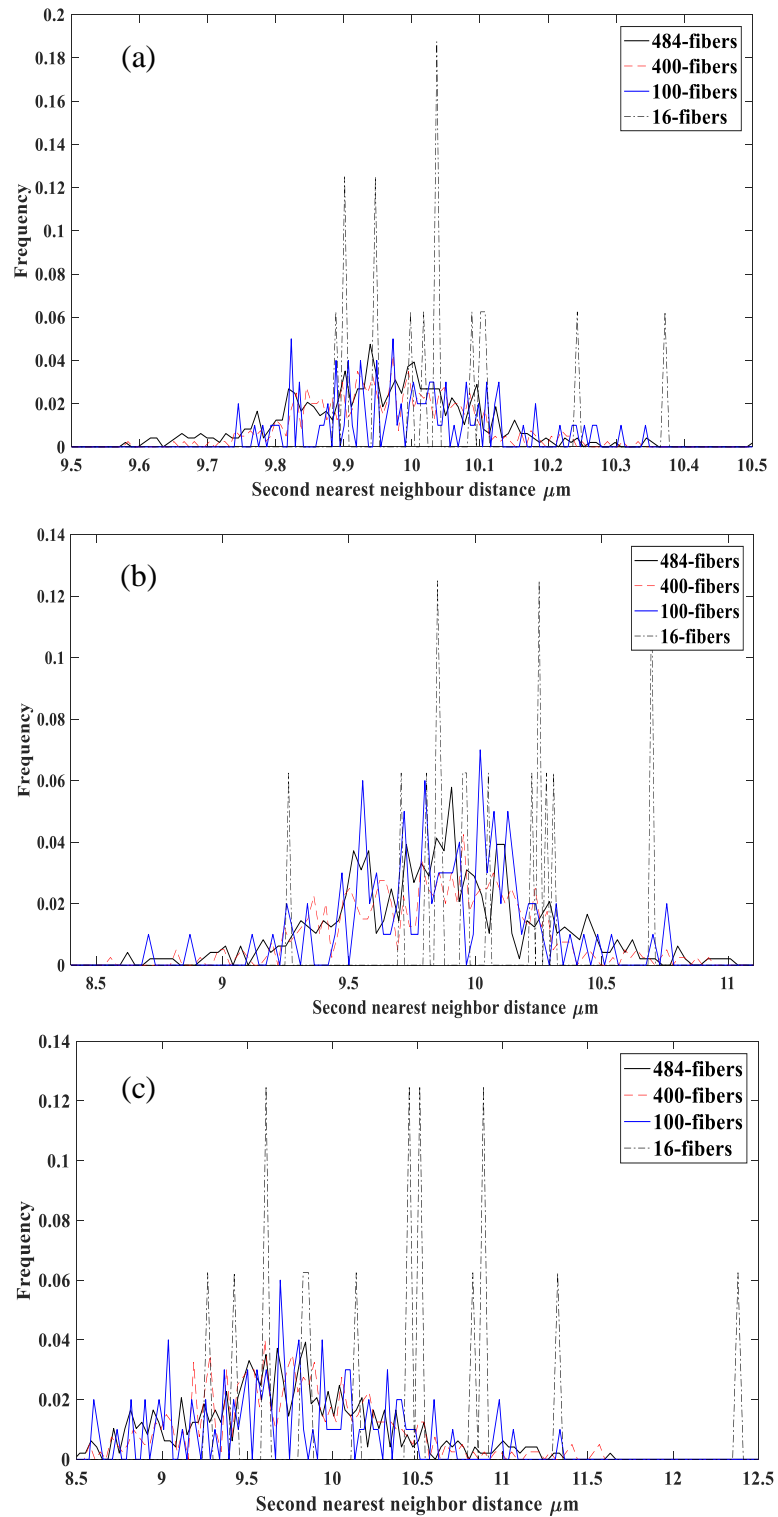 (a)
484-fibers
400-fibers
100-fibers
16-fibers
Frequency
0.2
0.18
0.16
0.14
0.12
0.1
0.08
0.06
0.04
0.02
0
9.5 9.6 9.7 9.8 9.9 10 10.1 10.2 10.3 10.4 10.5
Second nearest neighbour distance μm
(b)
484-fibers
400-fibers
100-fibers
16-fibers
Frequency
0.14
0.12
0.1
0.08
0.06
0.04
0.02
0
8.5 9 9.5 10 10.5 11
Second nearest neighbor distance μm
(c)
484-fibers
400-fibers
100-fibers
16-fibers
Frequency
0.14
0.12
0.1
0.08
0.06
0.04
0.02
0
8.5 9 9.5 10 10.5 11 11.5 12 12.5
Second nearest neighbor distance μm